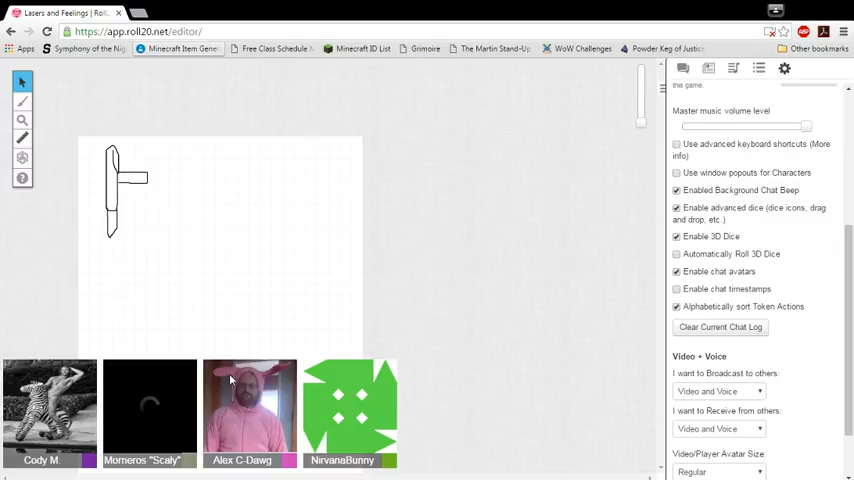 Lasers and Feelings | Roll2
https://app.roll20.net/editor/
Apps
Symphony of the Nig
Minecraft Item Gener
Free Class Schedule M
Minecraft ID List
Grimoire
The Martin Stand-Up
WoW Challenges
Powder Keg of Justic
Other bookmarks
ABP
the game.
Master music volume level
Use advanced keyboard shortcuts (More
info)
Use window popouts for Characters
Enabled Background Chat Beep
Enable advanced dice (dice icons, drag
and drop, etc.)
Enable 3D Dice
Automatically Roll 3D Dice
Enable chat avatars
Enable chat timestamps
Alphabetically sort Token Actions
Clear Current Chat Log
Video + Voice
I want to Broadcast to others:
Video and Voice
I want to Receive from others:
Video and Voice
Video/Player Avatar Size:
Regular
Cody M.
Morneros "Scaly"
Alex C-Dawg
NirvanaBunny